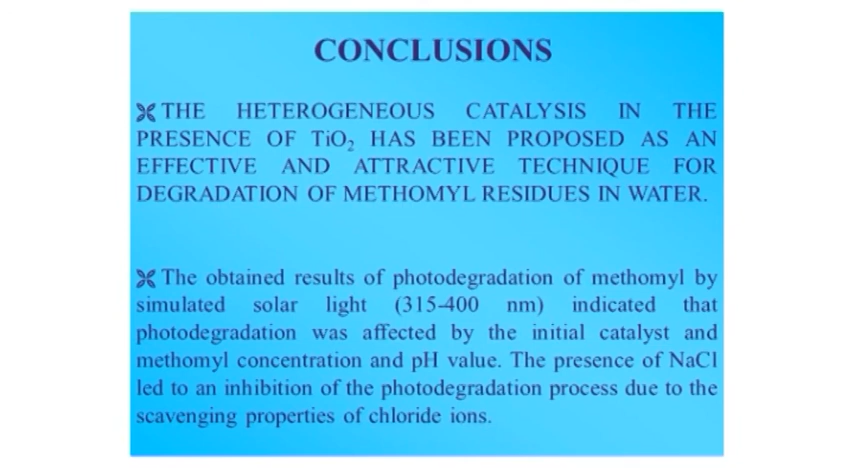 CONCLUSIONS
THE HETEROGENEOUS CATALYSIS IN THE
PRESENCE OF TiO₂ HAS BEEN PROPOSED AS AN
EFFECTIVE AND ATTRACTIVE TECHNIQUE FOR
DEGRADATION OF METHOMYL RESIDUES IN WATER.
The obtained results of photodegradation of methomyl by
simulated solar light (315-400 nm) indicated that
photodegradation was affected by the initial catalyst and
methomyl concentration and pH value. The presence of NaCl
led to an inhibition of the photodegradation process due to the
scavenging properties of chloride ions.